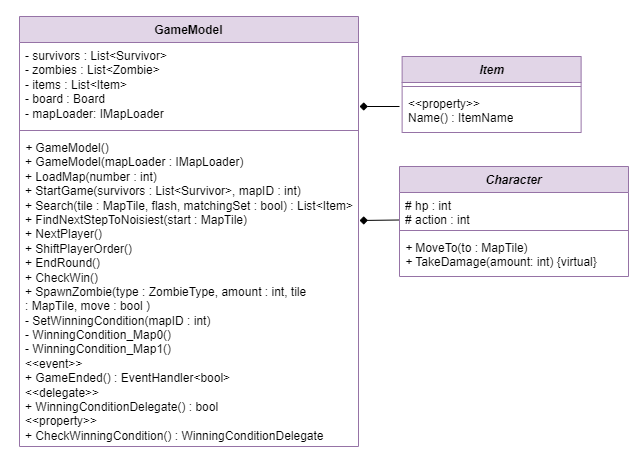 GameModel
- survivors : List<Survivor>
- zombies : List<Zombie>
- items : List<Item>
- board : Board
- mapLoader: IMapLoader
+ GameModel()
+ GameModel(mapLoader : IMapLoader)
+ LoadMap(number : int)
+ StartGame(survivors : List<Survivor>, mapID : int)
+ Search(tile : MapTile, flash, matchingSet : bool) : List<Item>
+ FindNextStepToNoisiest(start : MapTile)
+ NextPlayer()
+ ShiftPlayerOrder()
+ EndRound()
+ CheckWin()
+ SpawnZombie(type : ZombieType, amount : int, tile
: MapTile, move : bool )
- SetWinningCondition(mapID : int)
- WinningCondition_Map0()
- WinningCondition_Map1()
<<event>>
+ GameEnded() : EventHandler<bool>
<<delegate>>
+ WinningConditionDelegate() : bool
<<property>>
+ CheckWinningCondition() : WinningConditionDelegate
Item
<<property>>
Name() : ItemName
Character
# hp : int
# action : int
+ MoveTo(to : MapTile)
+ TakeDamage(amount: int) {virtual}